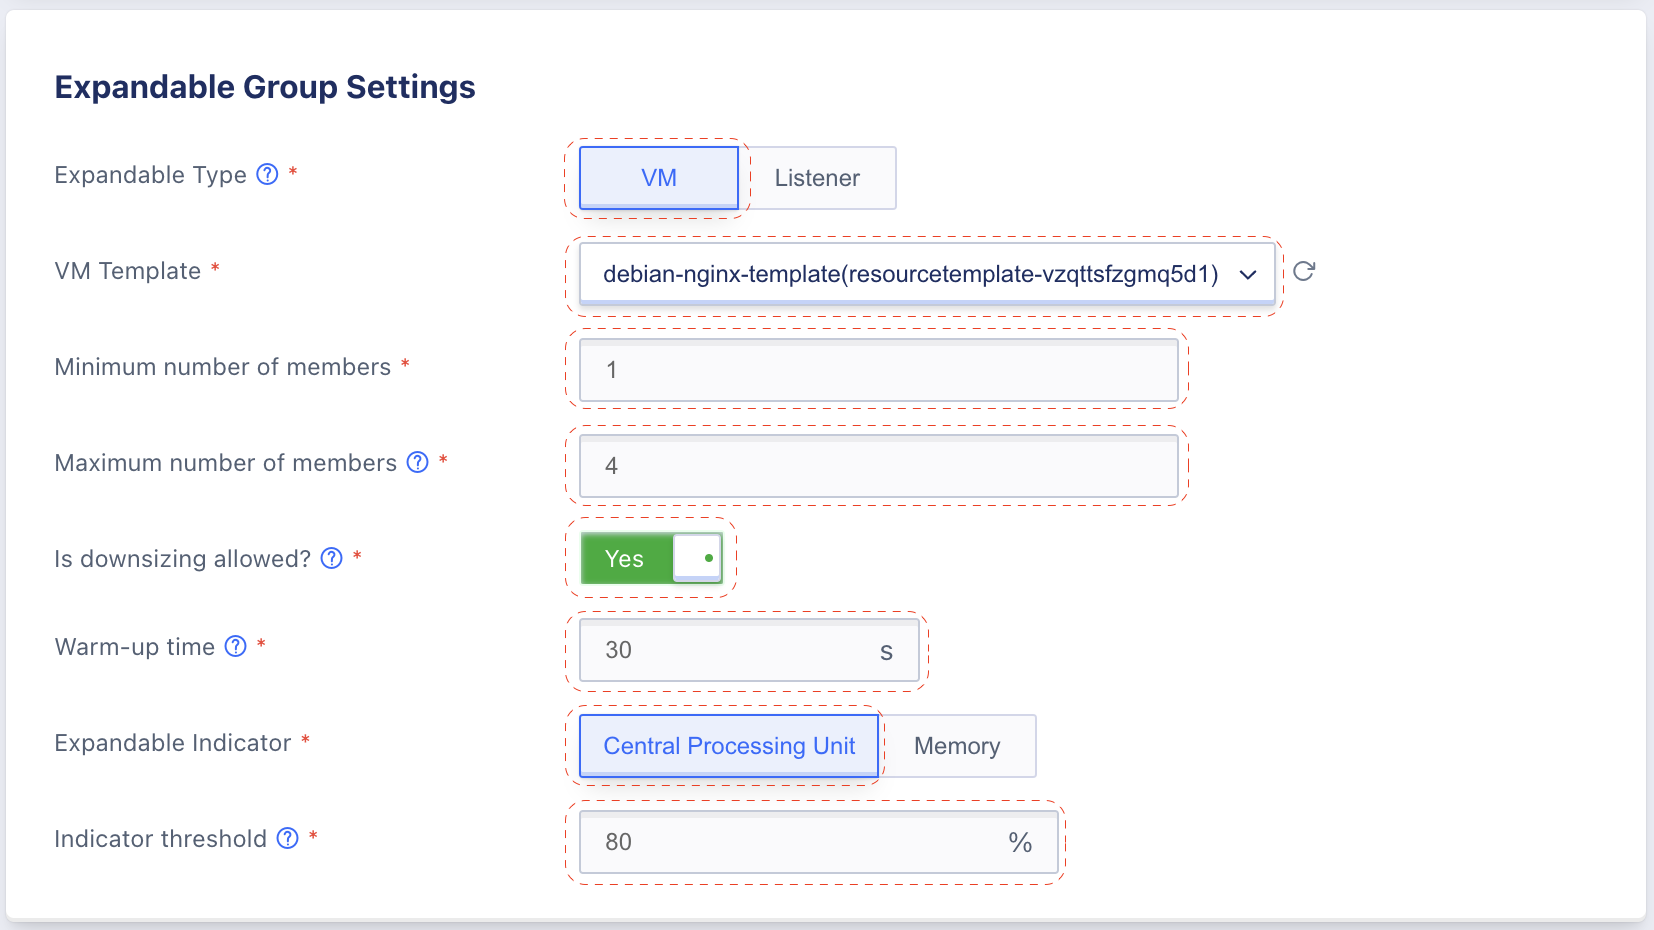 Expandable Group Settings
Expandable Type ? * VM Listener
VM Template * debian-nginx-template(resourcetemplate-vzqttsfzgmq5d1)
Minimum number of members * 1
Maximum number of members ? * 4
Is downsizing allowed? ? * Yes
Warm-up time ? * 30 s
Expandable Indicator * Central Processing Unit Memory
Indicator threshold ? * 80 %